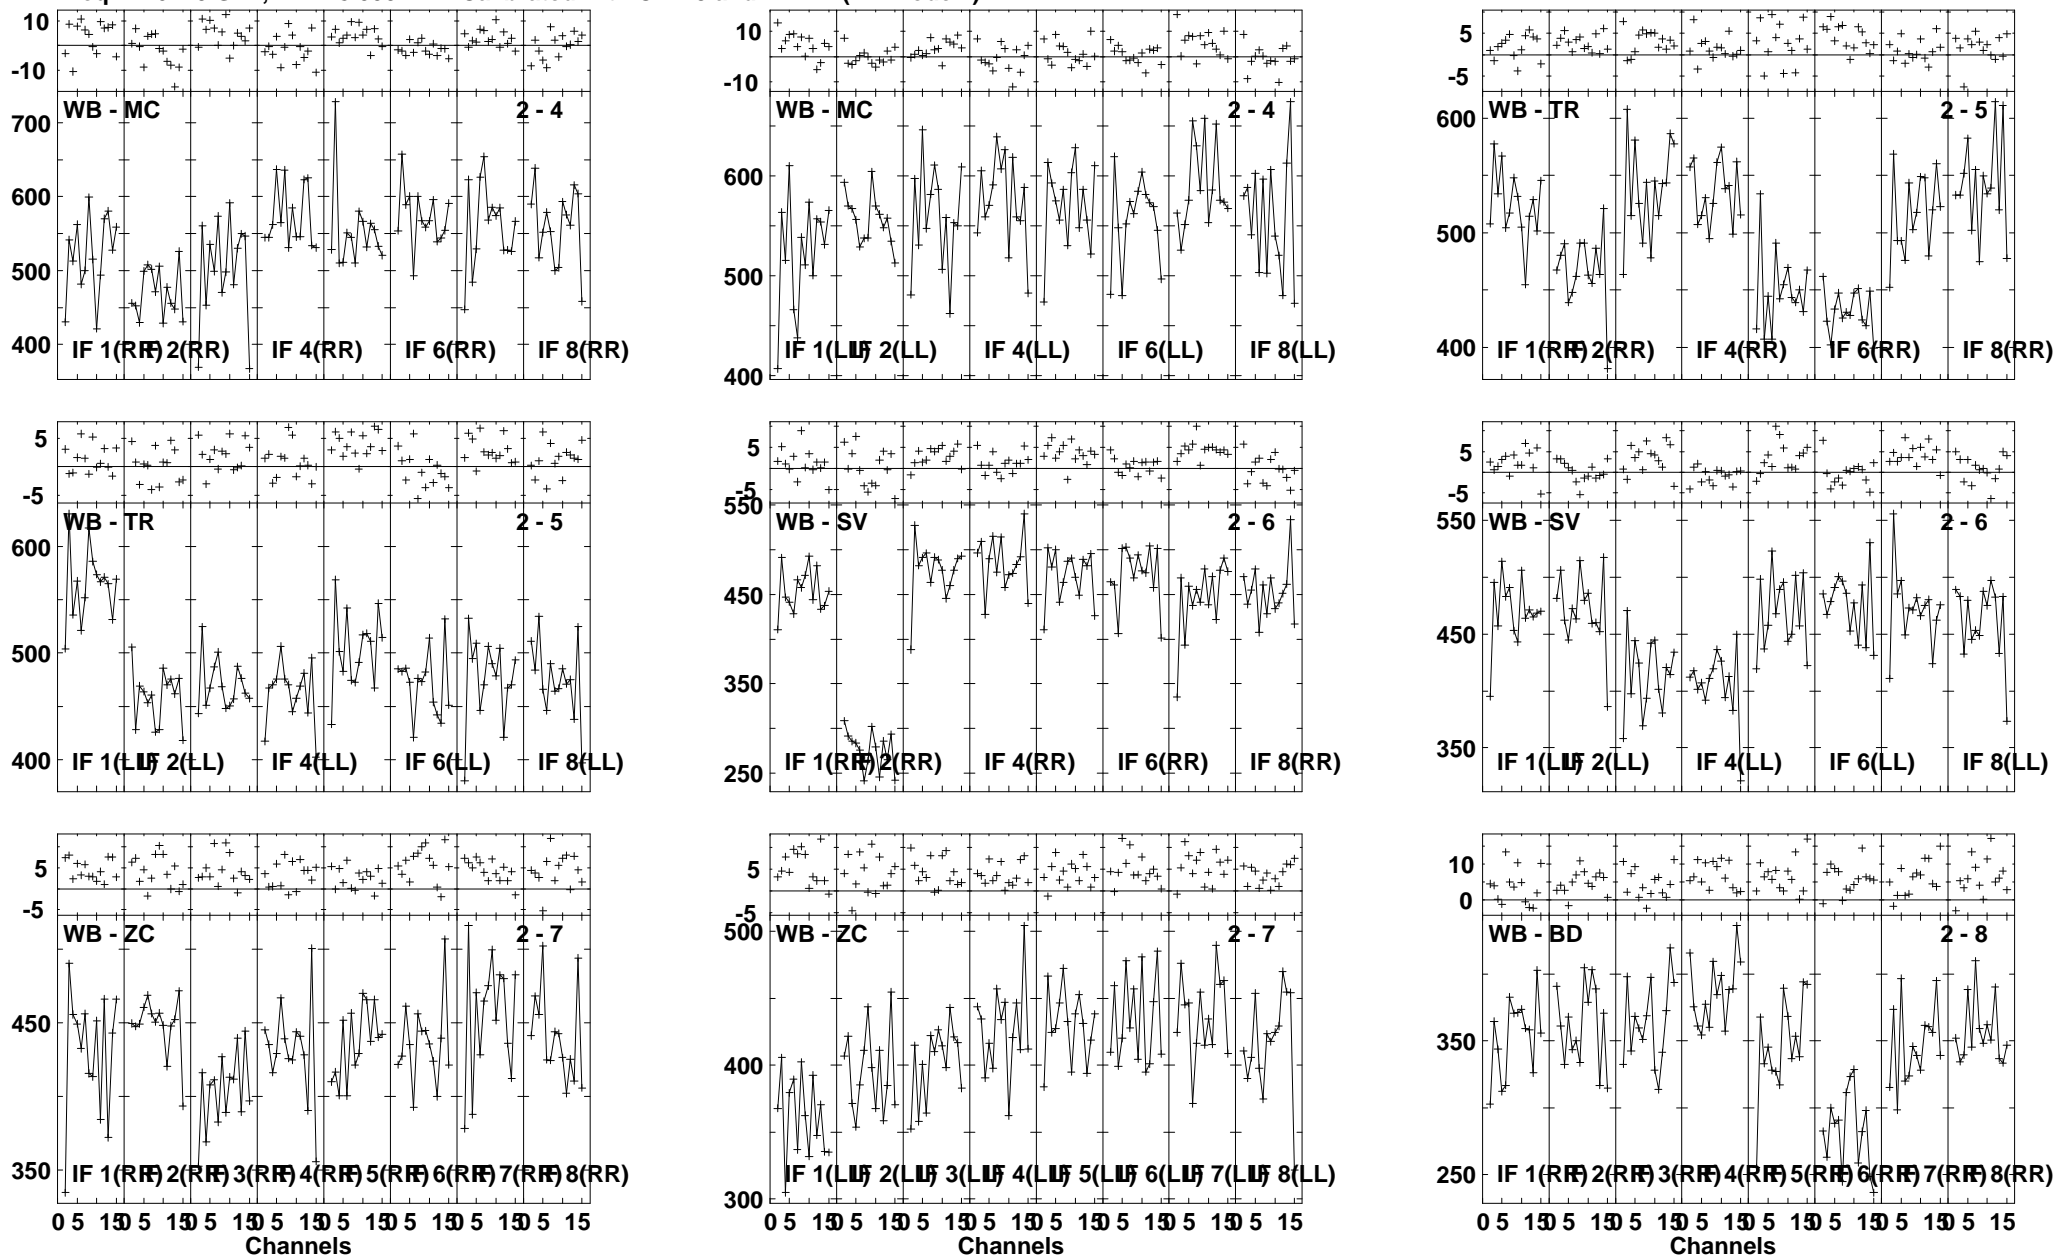 10
-10
WB - MC 2 - 4
700
600
500
400
IF 1(RR) IF 2(RR) IF 4(RR) IF 6(RR) IF 8(RR)
10
-10
WB - MC 2 - 4
600
500
400
IF 1(LL) IF 2(LL) IF 4(LL) IF 6(LL) IF 8(LL)
5
-5
WB - TR 2 - 5
600
500
400
IF 1(RR) IF 2(RR) IF 4(RR) IF 6(RR) IF 8(RR)
5
-5
WB - TR 2 - 5
600
500
400
IF 1(LL) IF 2(LL) IF 4(LL) IF 6(LL) IF 8(LL)
5
-5
550
WB - SV 2 - 6
450
350
250
IF 1(RR) IF 2(RR) IF 4(RR) IF 6(RR) IF 8(RR)
5
-5
550
WB - SV 2 - 6
450
350
IF 1(LL) IF 2(LL) IF 4(LL) IF 6(LL) IF 8(LL)
5
-5
WB - ZC 2 - 7
450
350
IF 1(RR) IF 2(RR) IF 3(RR) IF 4(RR) IF 5(RR) IF 6(RR) IF 7(RR) IF 8(RR)
0 5 15 0 5 15 0 5 15 0 5 15 0 5 15 0 5 15 0 5 15 0 5 15
Channels
5
-5
500
WB - ZC 2 - 7
400
300
IF 1(LL) IF 2(LL) IF 3(LL) IF 4(LL) IF 5(LL) IF 6(LL) IF 7(LL) IF 8(LL)
0 5 15 0 5 15 0 5 15 0 5 15 0 5 15 0 5 15 0 5 15 0 5 15
Channels
10
0
WB - BD 2 - 8
350
250
IF 1(RR) IF 2(RR) IF 3(RR) IF 4(RR) IF 5(RR) IF 6(RR) IF 7(RR) IF 8(RR)
0 5 15 0 5 15 0 5 15 0 5 15 0 5 15 0 5 15 0 5 15 0 5 15
Channels